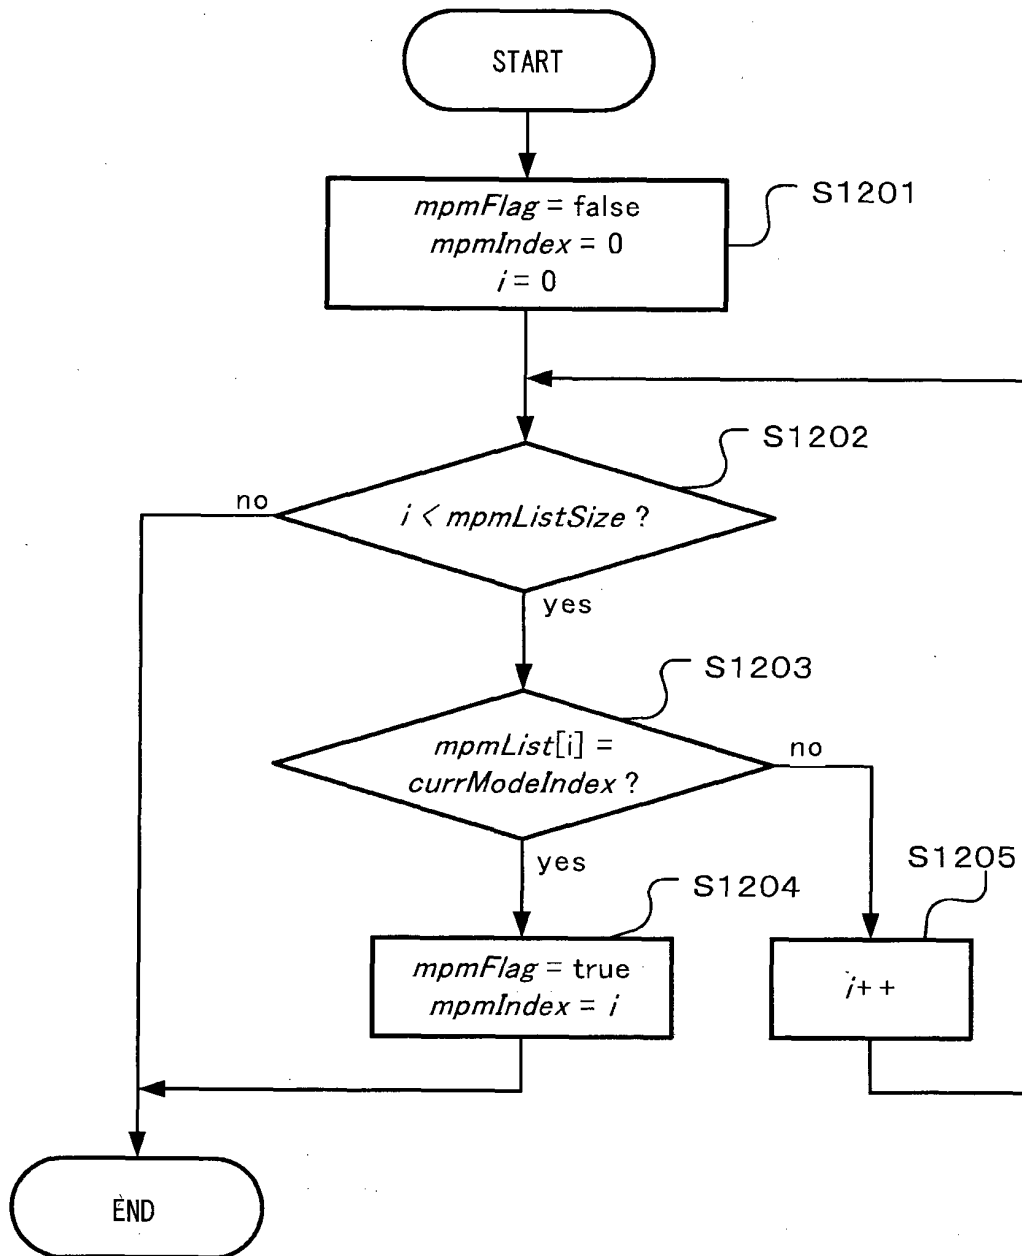 START
mpmFlag = false
mpmIndex = 0
i = 0
S1201
S1202
i < mpmListSize ?
no
yes
S1203
mpmList[i] =
currModeIndex ?
no
yes
S1204
mpmFlag = true
mpmIndex = i
S1205
i++
END